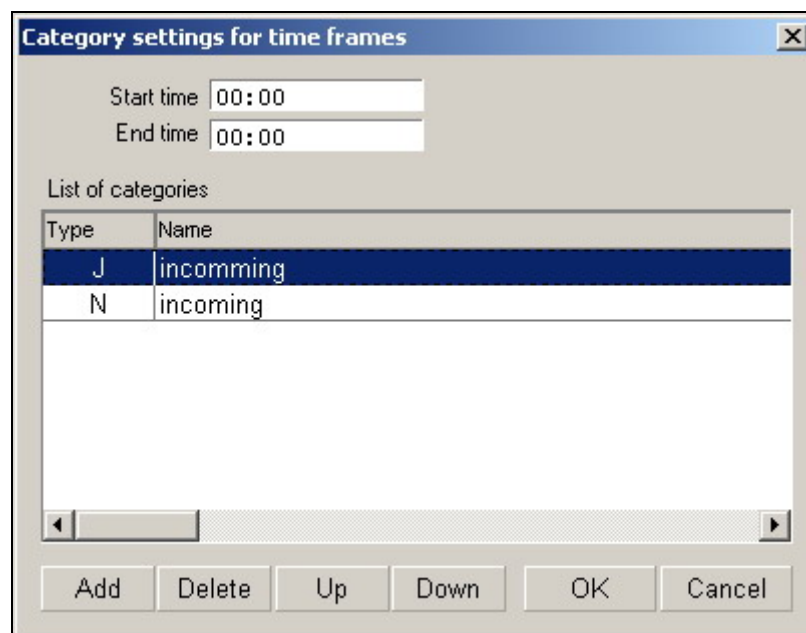 Category settings for time frames
Start time 00:00
End time 00:00
List of categories
Type Name
J incomming
N incoming
Add Delete Up Down OK Cancel